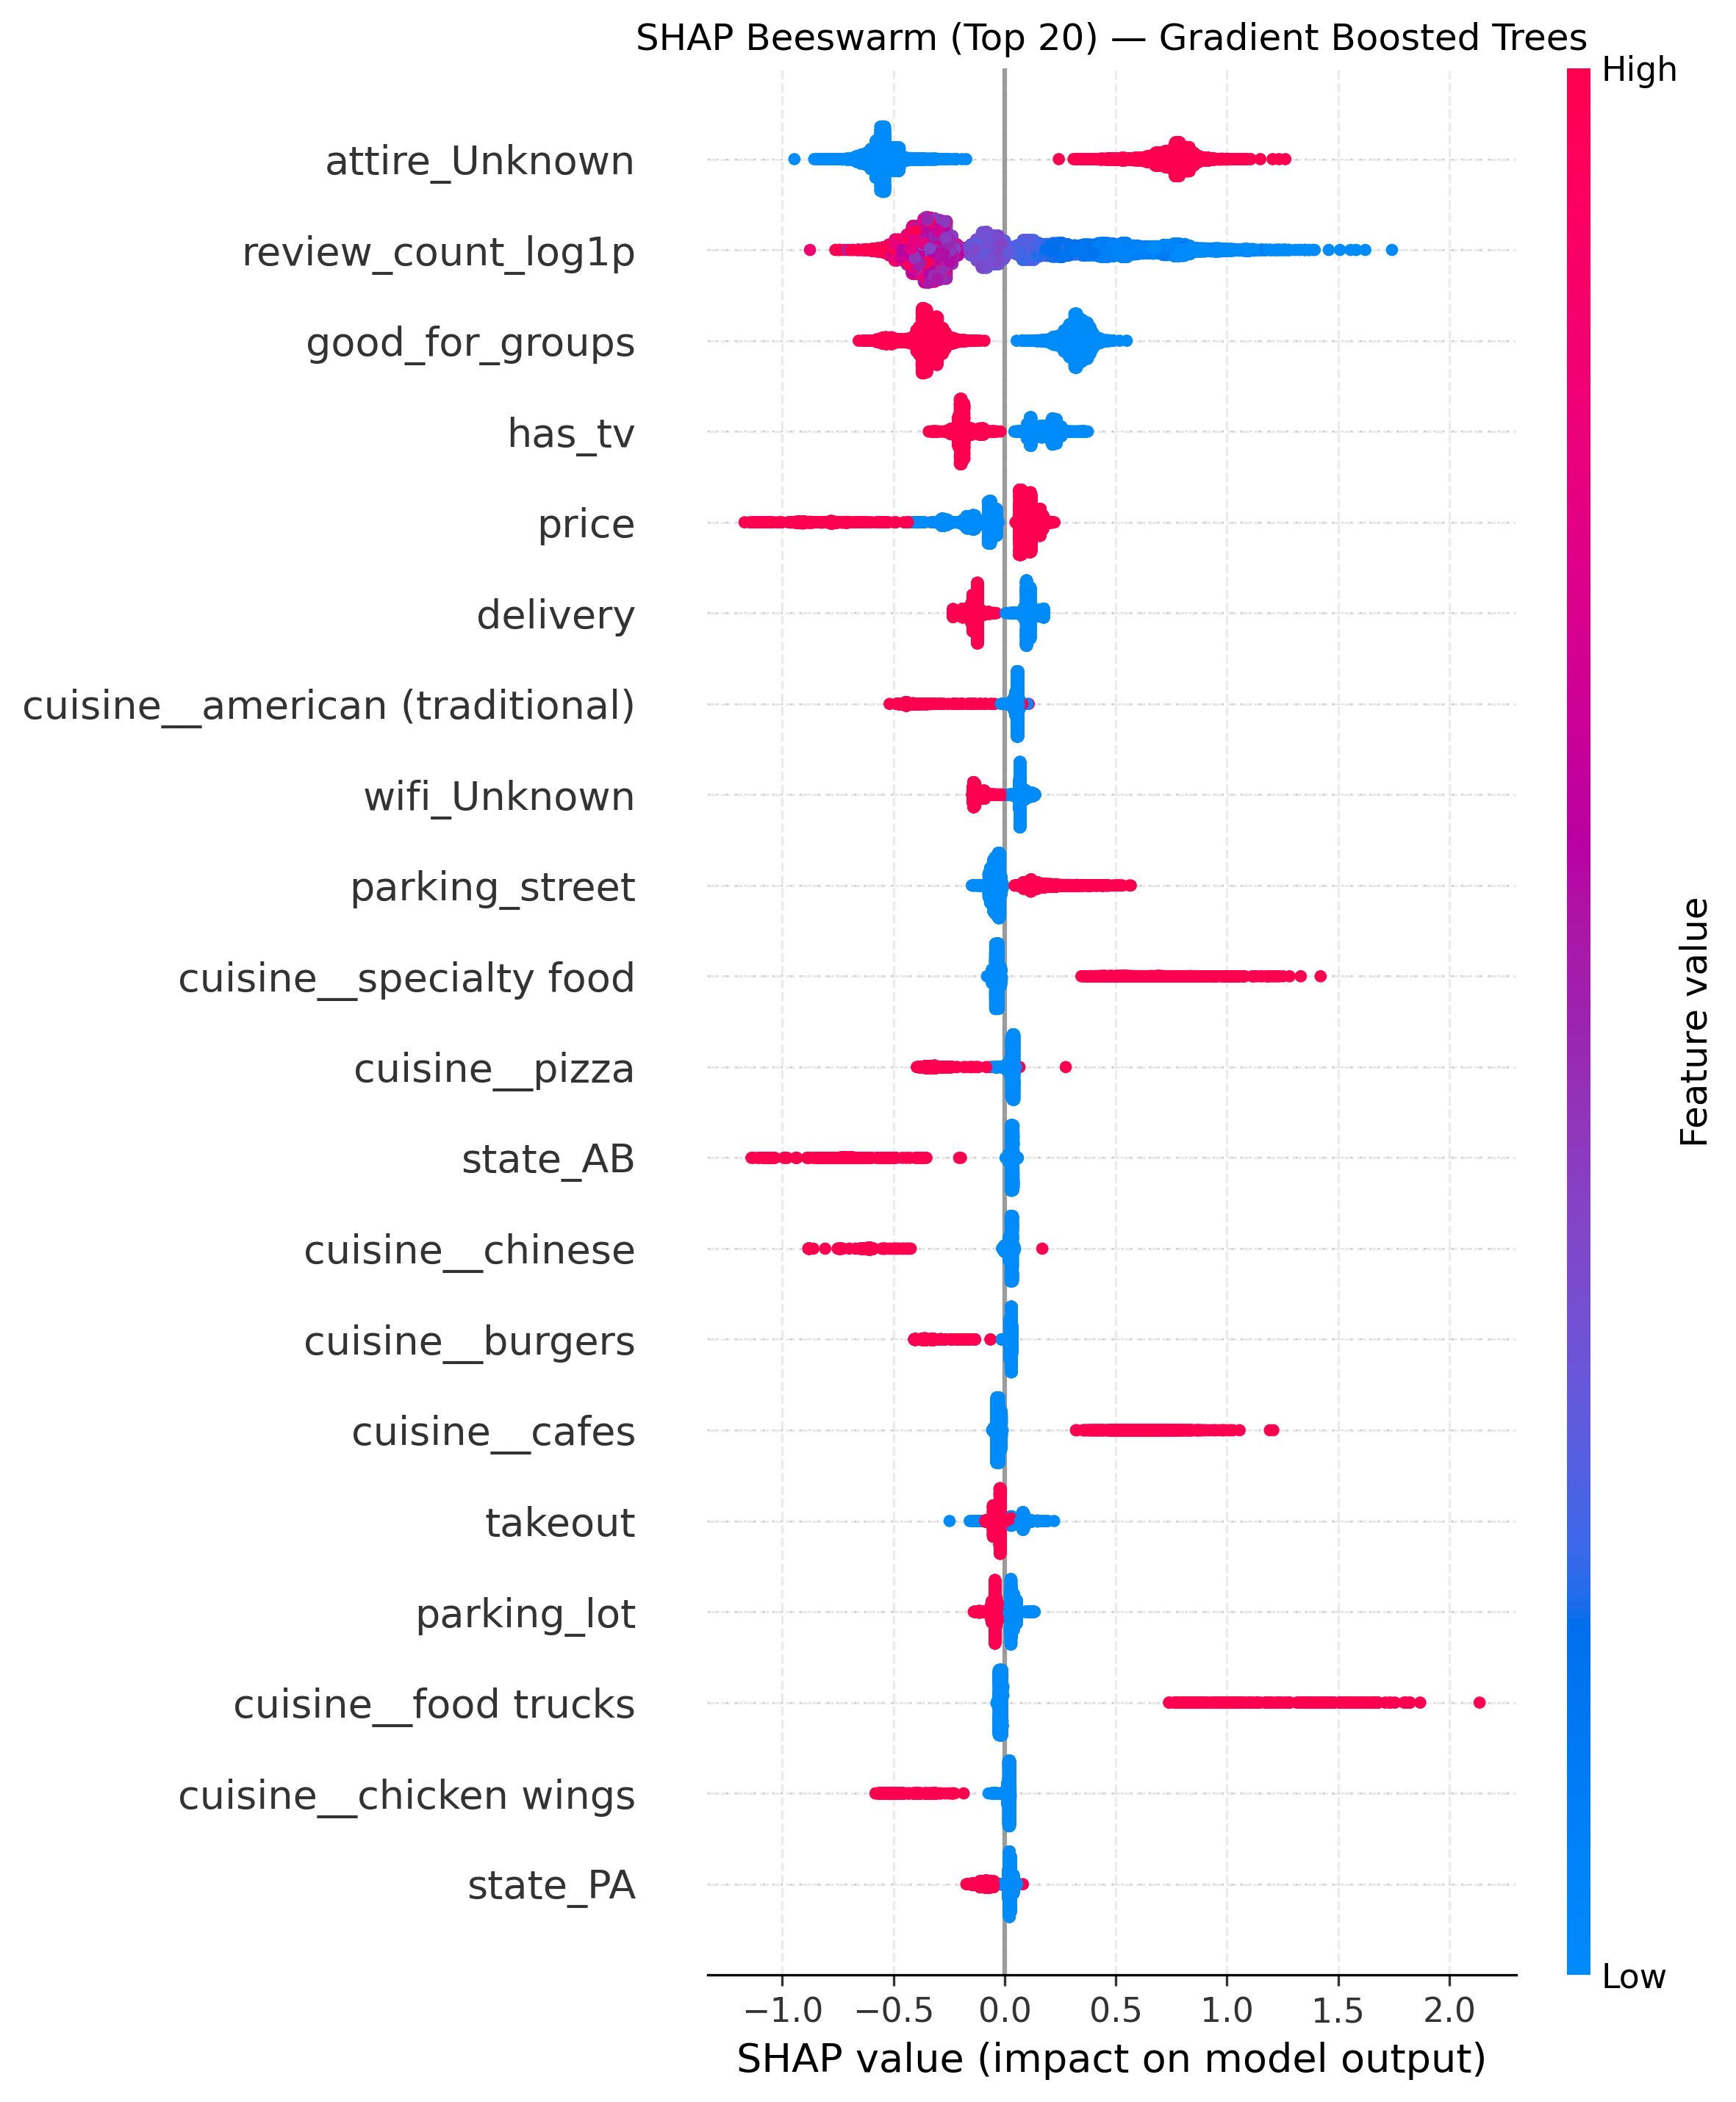 SHAP Beeswarm (Top 20) — Gradient Boosted Trees
High
attire_Unknown
review_count_log1p
good_for_groups
has_tv
price
delivery
cuisine__american (traditional)
wifi_Unknown
parking_street
cuisine__specialty food
cuisine__pizza
state_AB
cuisine__chinese
cuisine__burgers
cuisine__cafes
takeout
parking_lot
cuisine__food trucks
cuisine__chicken wings
state_PA
Feature value
Low
−1.0 −0.5 0.0 0.5 1.0 1.5 2.0
SHAP value (impact on model output)